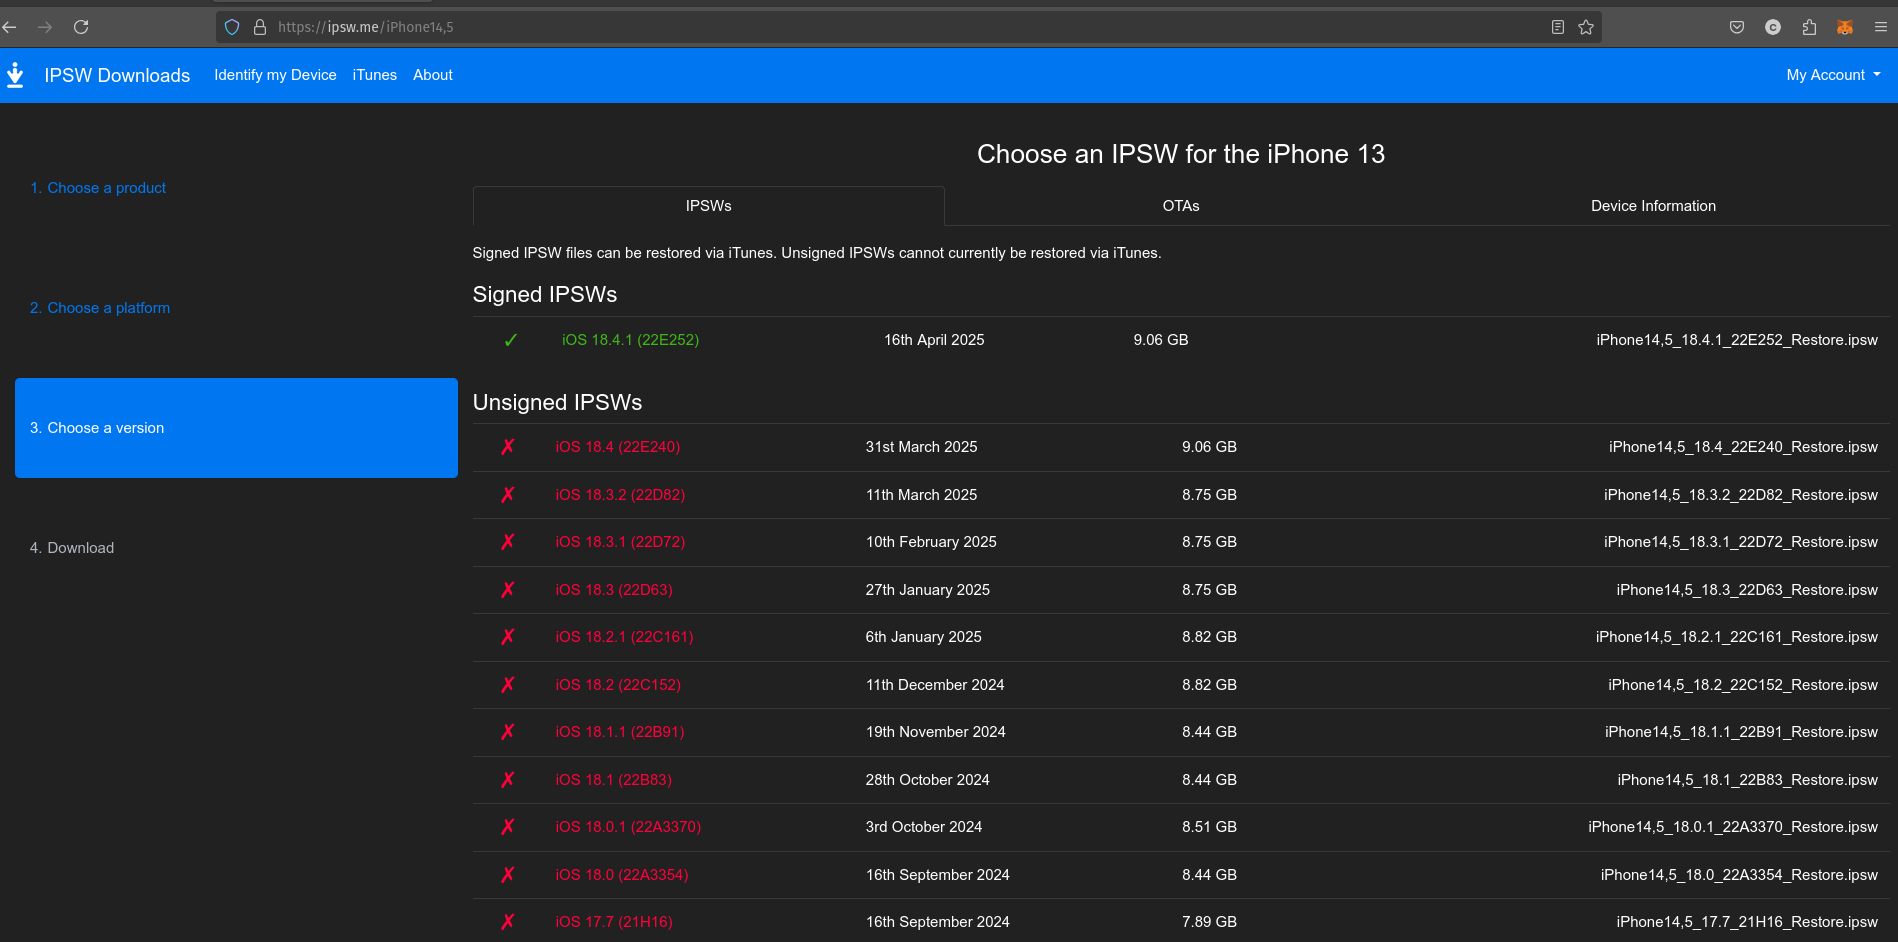 https://ipsw.me/iPhone14,5
IPSW Downloads Identify my Device iTunes About My Account
Choose an IPSW for the iPhone 13
1. Choose a product
2. Choose a platform
3. Choose a version
4. Download
IPSWs OTAs Device Information
Signed IPSW files can be restored via iTunes. Unsigned IPSWs cannot currently be restored via iTunes.
Signed IPSWs
✓ iOS 18.4.1 (22E252) 16th April 2025 9.06 GB iPhone14,5_18.4.1_22E252_Restore.ipsw
Unsigned IPSWs
✗ iOS 18.4 (22E240) 31st March 2025 9.06 GB iPhone14,5_18.4_22E240_Restore.ipsw
✗ iOS 18.3.2 (22D82) 11th March 2025 8.75 GB iPhone14,5_18.3.2_22D82_Restore.ipsw
✗ iOS 18.3.1 (22D72) 10th February 2025 8.75 GB iPhone14,5_18.3.1_22D72_Restore.ipsw
✗ iOS 18.3 (22D63) 27th January 2025 8.75 GB iPhone14,5_18.3_22D63_Restore.ipsw
✗ iOS 18.2.1 (22C161) 6th January 2025 8.82 GB iPhone14,5_18.2.1_22C161_Restore.ipsw
✗ iOS 18.2 (22C152) 11th December 2024 8.82 GB iPhone14,5_18.2_22C152_Restore.ipsw
✗ iOS 18.1.1 (22B91) 19th November 2024 8.44 GB iPhone14,5_18.1.1_22B91_Restore.ipsw
✗ iOS 18.1 (22B83) 28th October 2024 8.44 GB iPhone14,5_18.1_22B83_Restore.ipsw
✗ iOS 18.0.1 (22A3370) 3rd October 2024 8.51 GB iPhone14,5_18.0.1_22A3370_Restore.ipsw
✗ iOS 18.0 (22A3354) 16th September 2024 8.44 GB iPhone14,5_18.0_22A3354_Restore.ipsw
✗ iOS 17.7 (21H16) 16th September 2024 7.89 GB iPhone14,5_17.7_21H16_Restore.ipsw